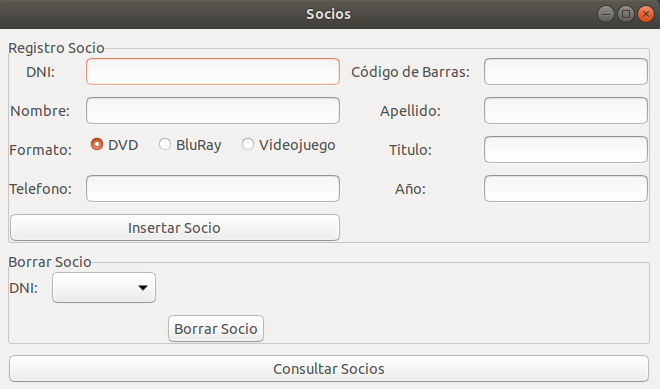 Socios
Registro Socio
DNI: Código de Barras:
Nombre: Apellido:
Formato: DVD BluRay Videojuego Titulo:
Telefono: Año:
Insertar Socio
Borrar Socio
DNI:
Borrar Socio
Consultar Socios